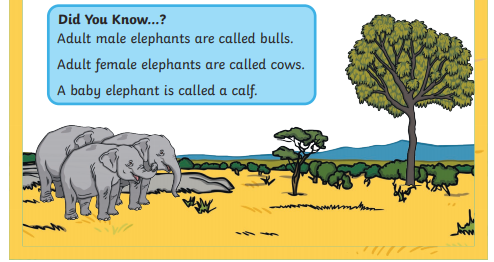 Did You Know...?
Adult male elephants are called bulls.
Adult female elephants are called cows.
A baby elephant is called a calf.